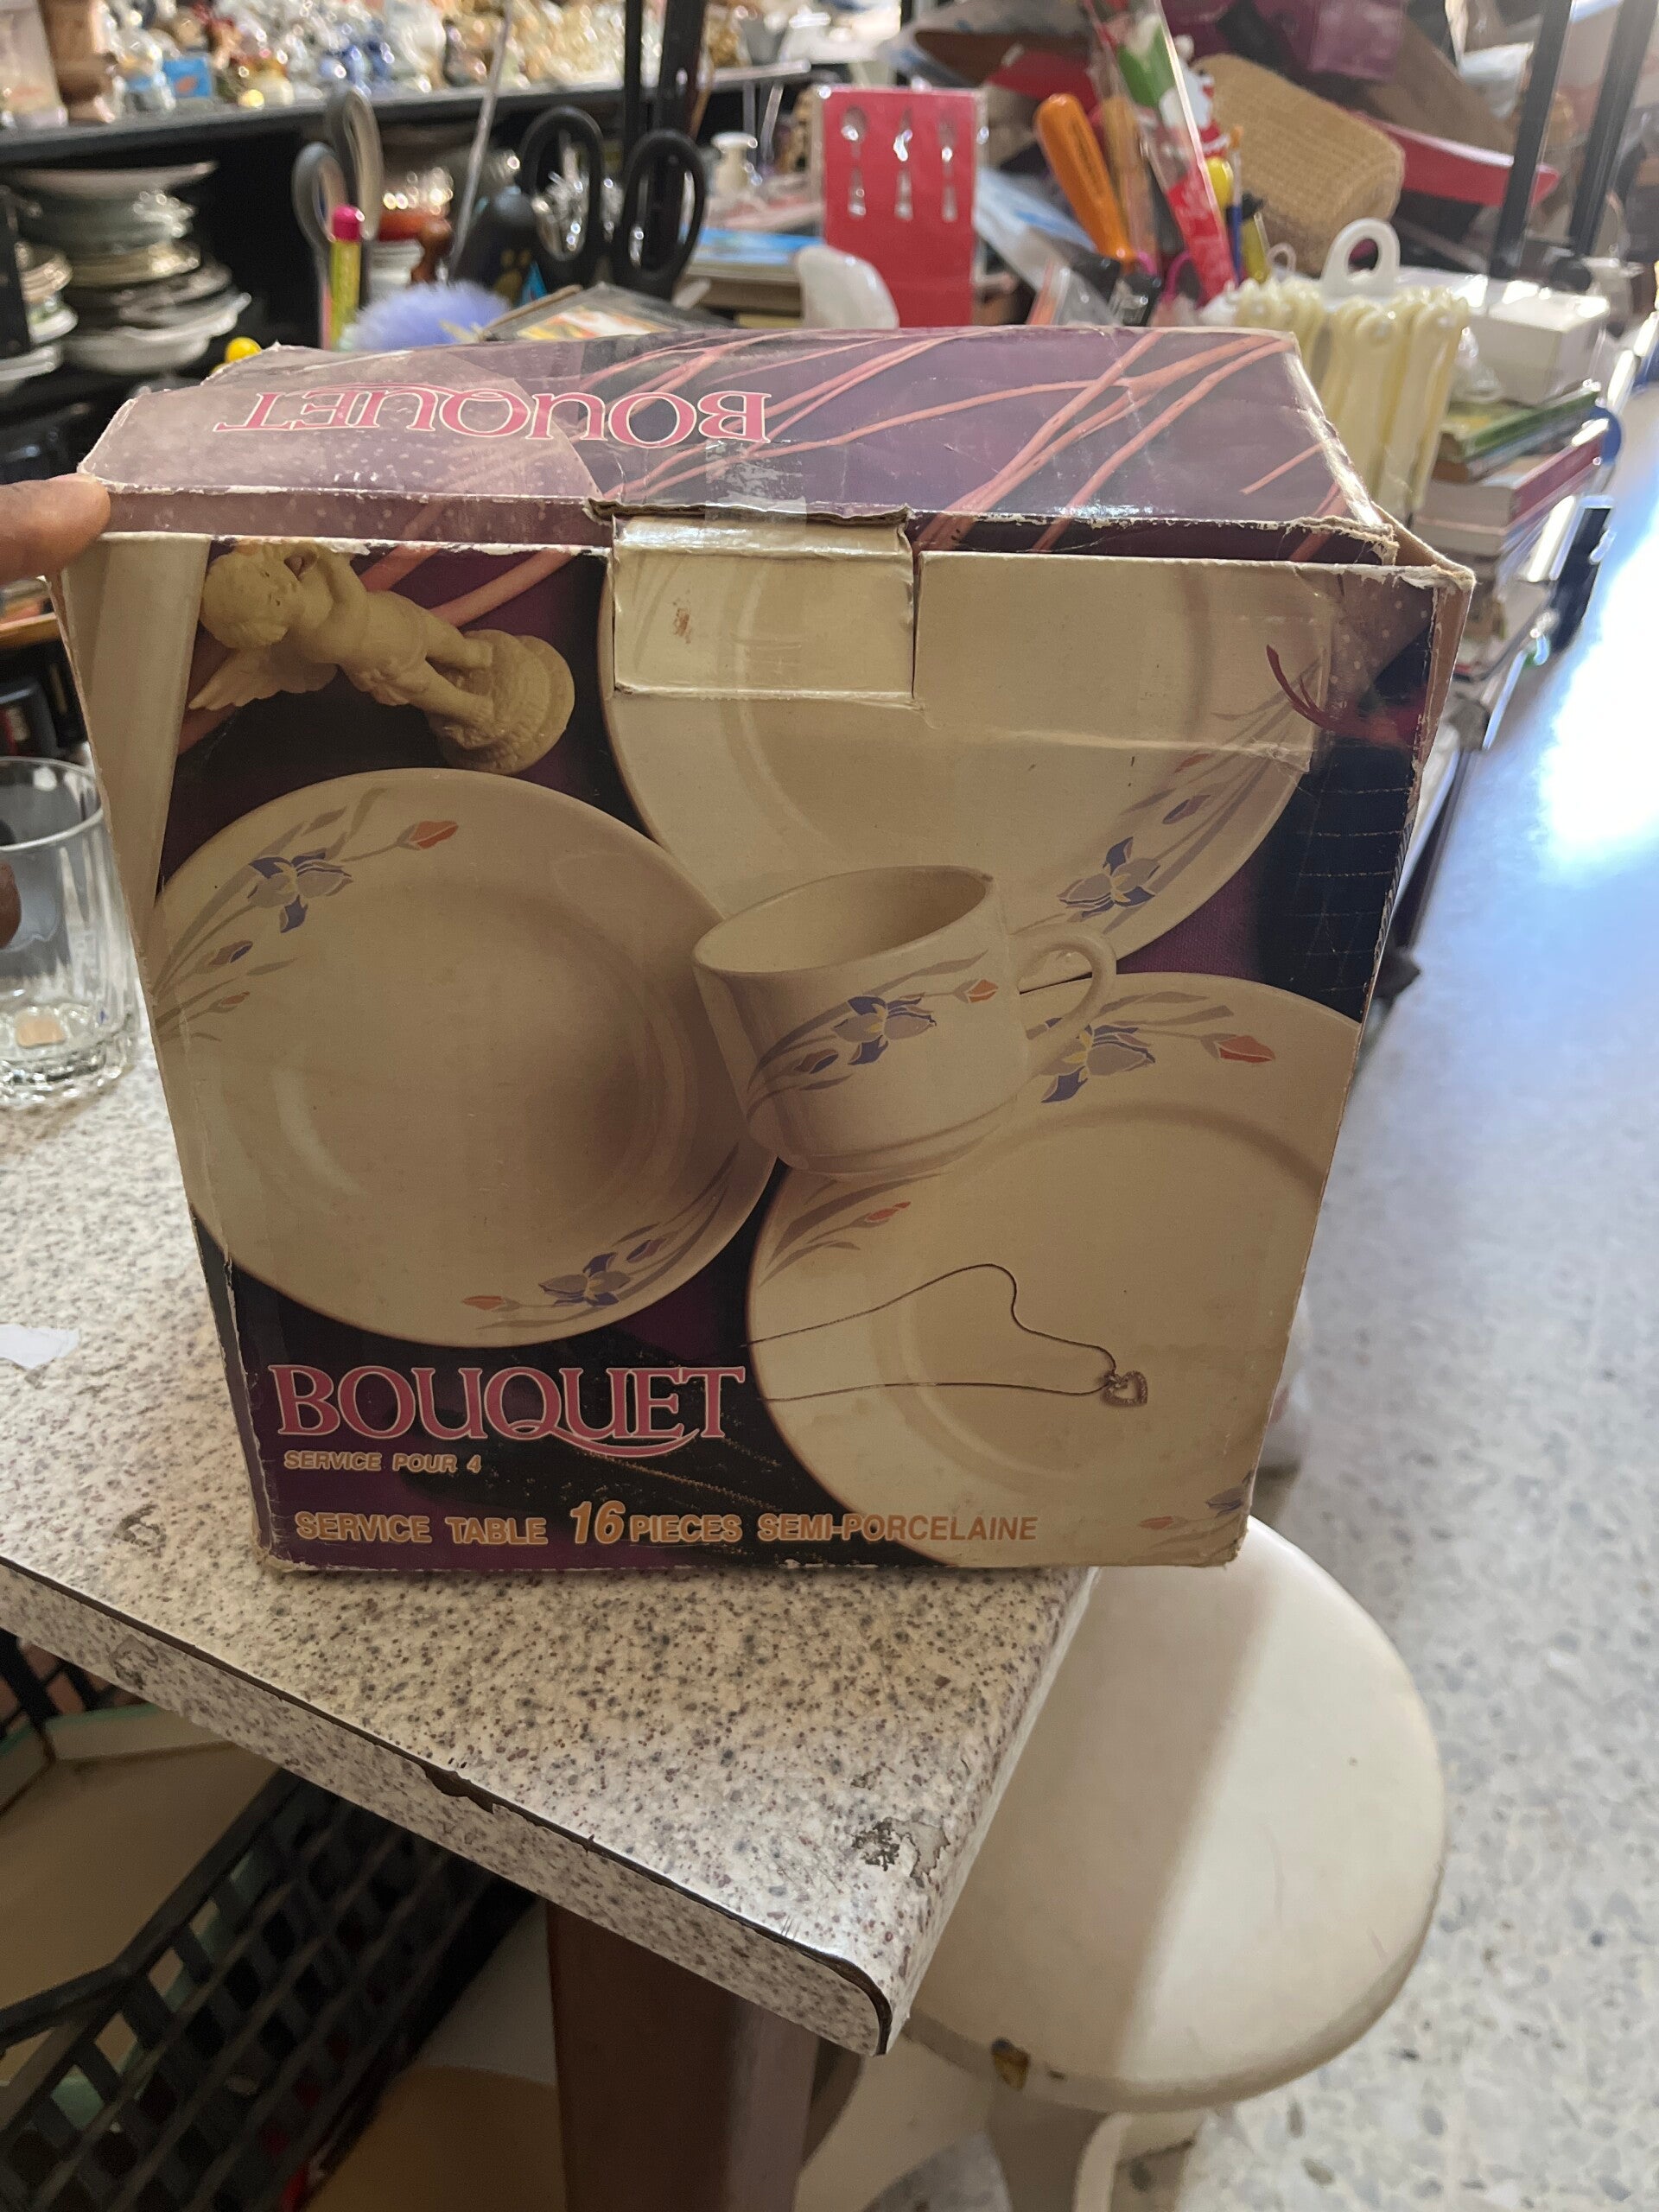 BOUQUET
BOUQUET
SERVICE POUR 4
SERVICE TABLE 16 PIECES SEMI-PORCELAINE